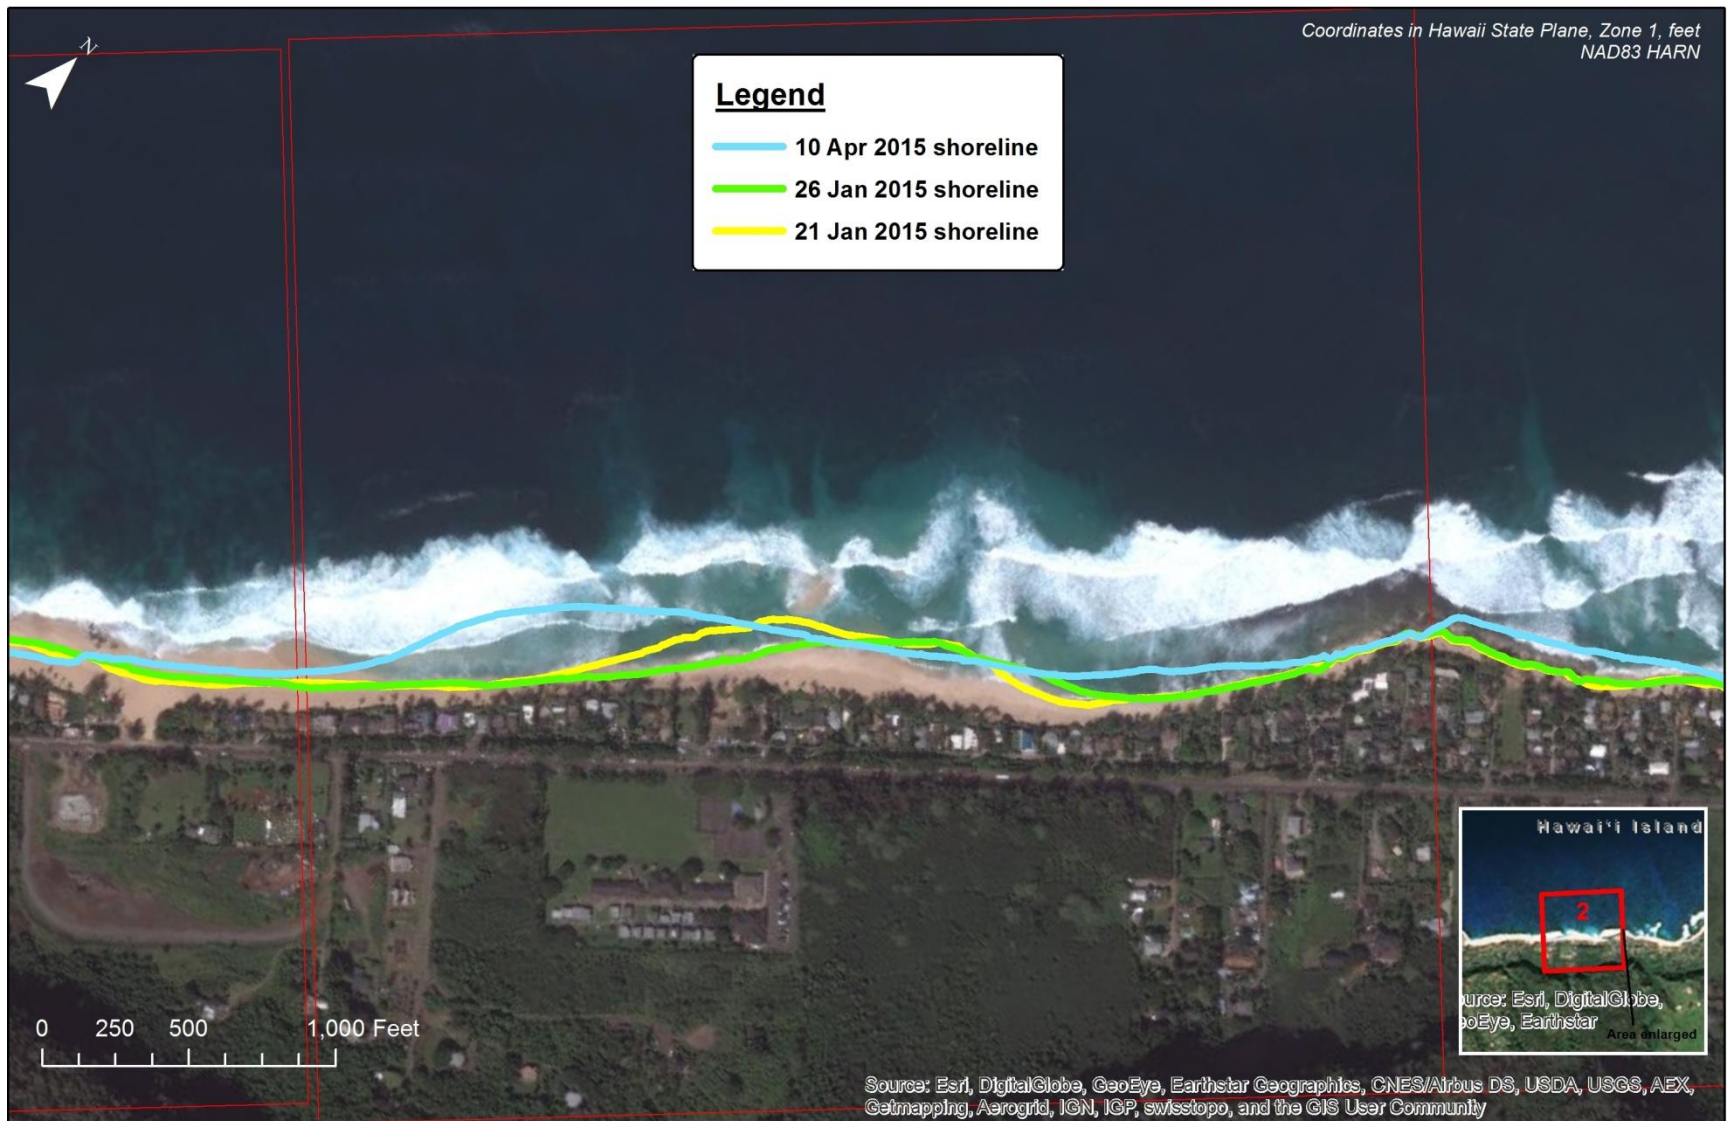 N
Coordinates in Hawaii State Plane, Zone 1, feet
NAD83 HARN
Legend
10 Apr 2015 shoreline
26 Jan 2015 shoreline
21 Jan 2015 shoreline
0 250 500 1,000 Feet
Hawai'i Island
2
urce: Esri, DigitalGlobe,
oEye, Earthstar
Area enlarged
Source: Esri, DigitalGlobe, GeoEye, Earthstar Geographics, CNES/Airbus DS, USDA, USGS, AEX,
Getmapping, Aerogrid, IGN, IGP, swisstopo, and the GIS User Community